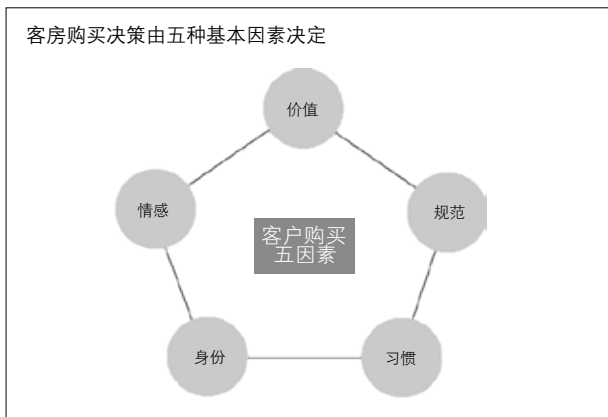 客房购买决策由五种基本因素决定
价值
情感
规范
客户购买
五因素
身份
习惯